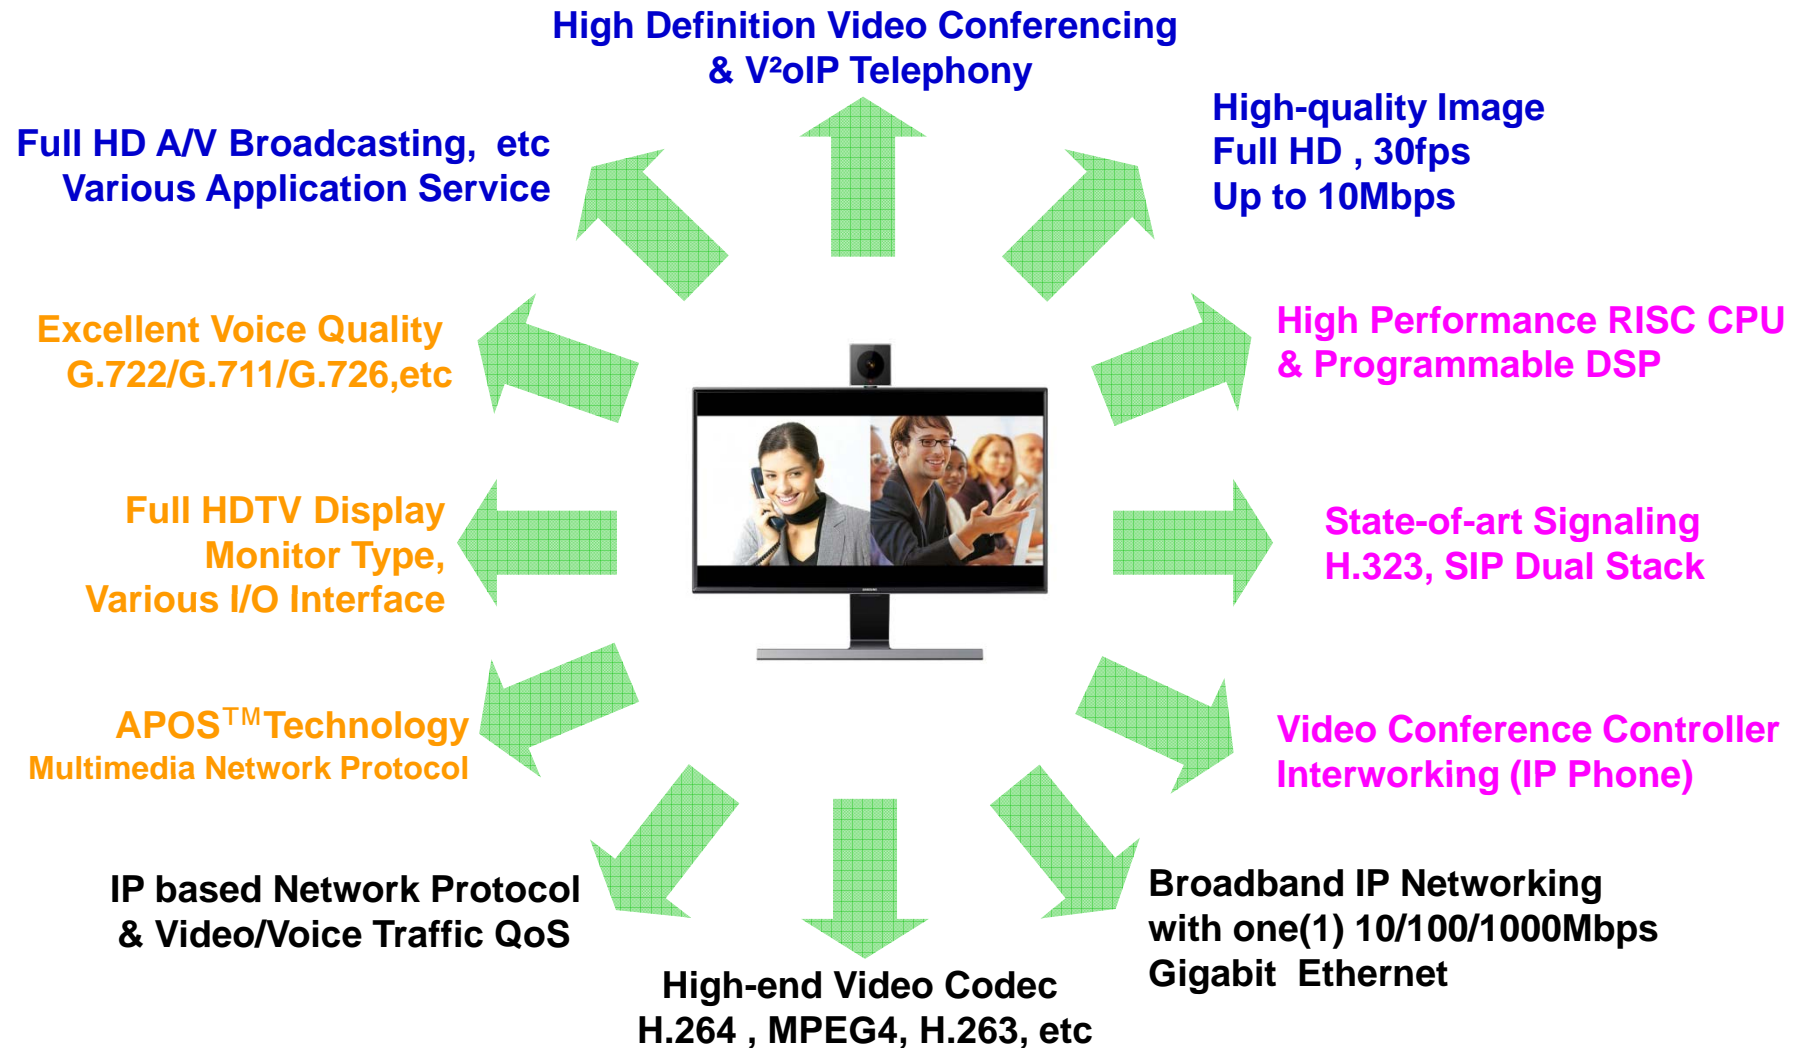 High Definition Video Conferencing
& V²oIP Telephony
Full HD A/V Broadcasting, etc
Various Application Service
High-quality Image
Full HD , 30fps
Up to 10Mbps
Excellent Voice Quality
G.722/G.711/G.726,etc
High Performance RISC CPU
& Programmable DSP
Full HDTV Display
Monitor Type,
Various I/O Interface
State-of-art Signaling
H.323, SIP Dual Stack
APOS™Technology
Multimedia Network Protocol
Video Conference Controller
Interworking (IP Phone)
IP based Network Protocol
& Video/Voice Traffic QoS
Broadband IP Networking
with one(1) 10/100/1000Mbps
Gigabit Ethernet
High-end Video Codec
H.264 , MPEG4, H.263, etc